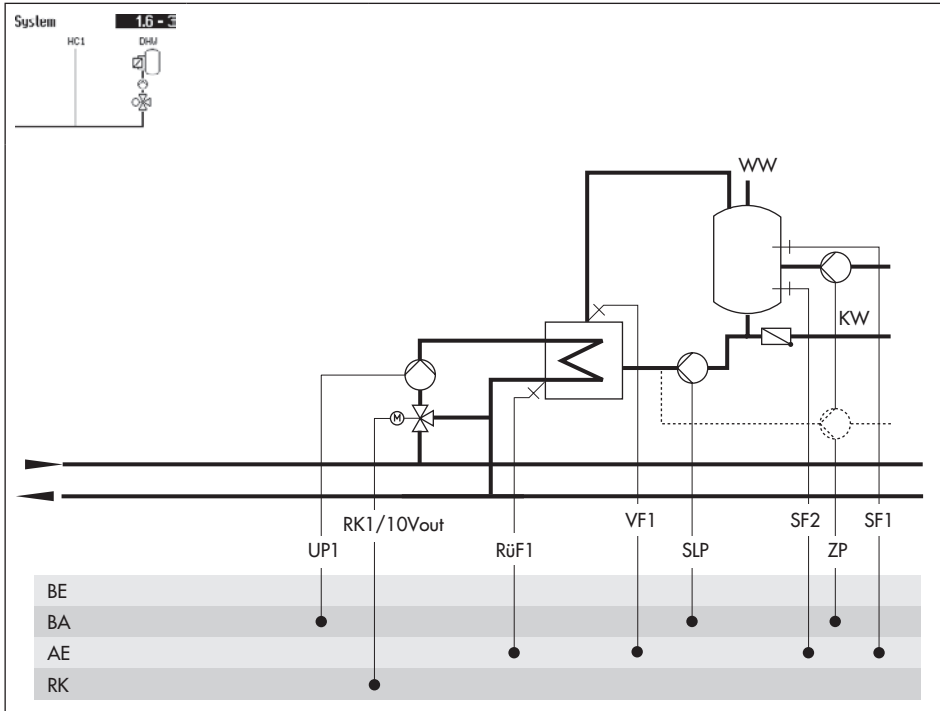 System 1.6 - 3
HC1 DHW
WW
KW
M
RK1/10Vout VF1 SF2 SF1
UP1 RüF1 SLP ZP
BE
BA
AE
RK